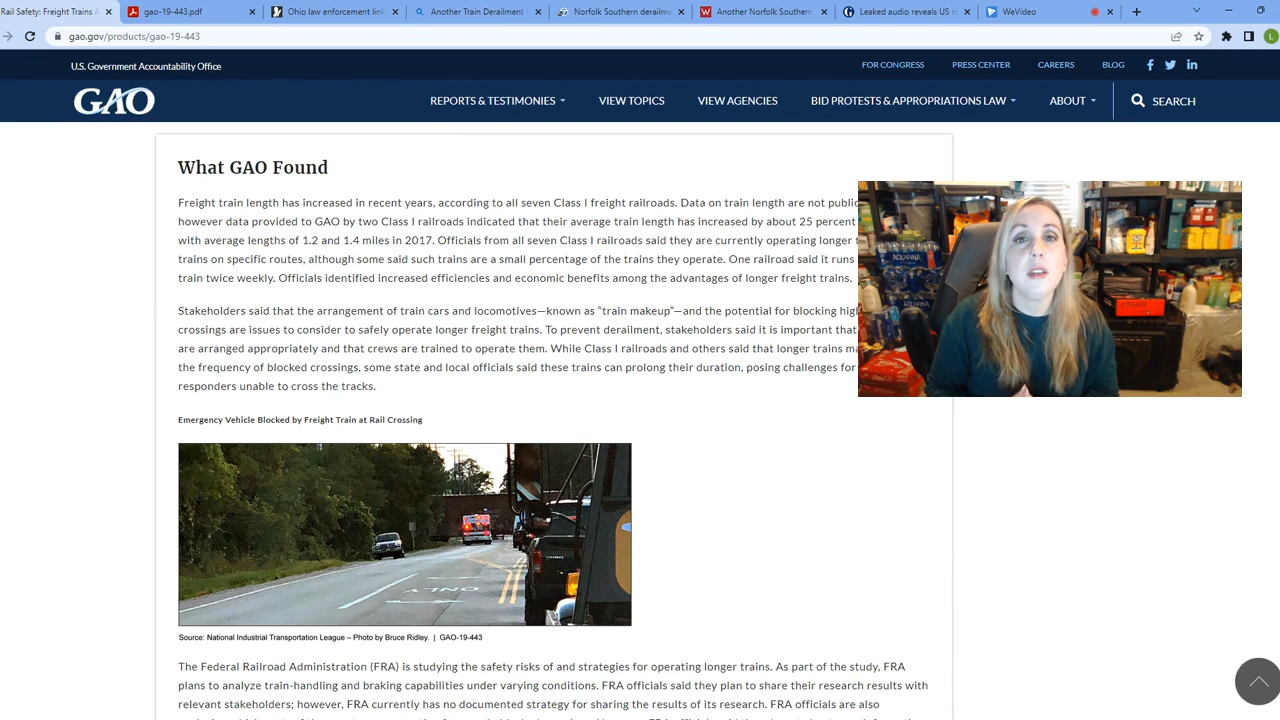 Rail Safety: Freight Trains A
gao-19-443.pdf
Ohio law enforcement link
Another Train Derailment
Norfolk Southern derailme
Another Norfolk Southern
Leaked audio reveals US ra
WeVideo
gao.gov/products/gao-19-443
L
U.S. Government Accountability Office
FOR CONGRESS PRESS CENTER CAREERS BLOG
GAO
REPORTS & TESTIMONIES VIEW TOPICS VIEW AGENCIES BID PROTESTS & APPROPRIATIONS LAW ABOUT SEARCH
What GAO Found
Freight train length has increased in recent years, according to all seven Class I freight railroads. Data on train length are not public
however data provided to GAO by two Class I railroads indicate that their average train length has increased by about 25 percent
with average lengths of 1.2 and 1.4 miles in 2017. Officials from all seven Class I railroads said they are currently operating longer
trains on specific routes, although some said such trains are a small percentage of the trains they operate. One railroad said it runs
train twice weekly. Officials identified increased efficiencies and economic benefits among the advantages of longer freight trains.
Stakeholders said that the arrangement of train cars and locomotives—known as “train makeup”—and the potential for blocking hig
crossings are issues to consider to safely operate longer freight trains. To prevent derailment, stakeholders said it is important that
are arranged appropriately and that crews are trained to operate them. While Class I railroads and others said that longer trains ma
the frequency of blocked crossings, some state and local officials said these trains can prolong their duration, posing challenges for
responders unable to cross the tracks.
Emergency Vehicle Blocked by Freight Train at Rail Crossing
ONLY
Source: National Industrial Transportation League – Photo by Bruce Ridley. | GAO-19-443
AQUAFINA
AQUAFINA
The Federal Railroad Administration (FRA) is studying the safety risks of and strategies for operating longer trains. As part of the study, FRA
plans to analyze train-handling and braking capabilities under varying conditions. FRA officials said they plan to share their research results with
relevant stakeholders; however, FRA currently has no documented strategy for sharing the results of its research. FRA officials are also